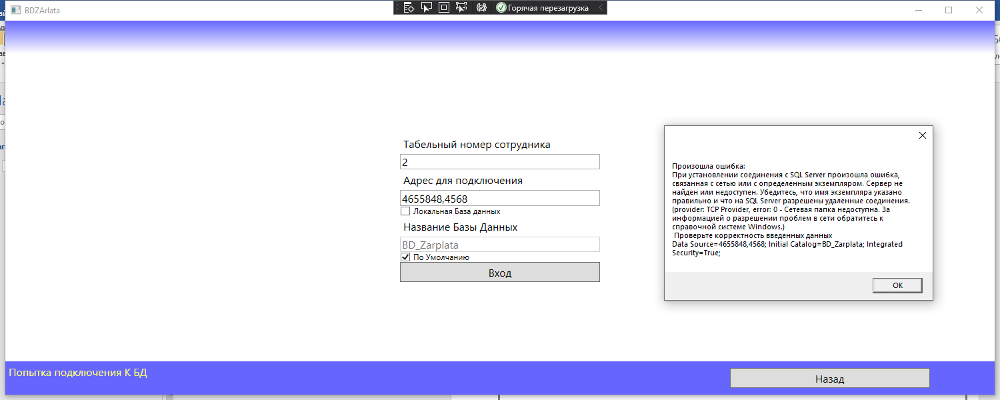 BDZArlata
Горячая перезагрузка
Табельный номер сотрудника
2
Адрес для подключения
4655848,4568
Локальная База данных
Название Базы Данных
BD_Zarplata
По Умолчанию
Вход
Произошла ошибка:
При установлении соединения с SQL Server произошла ошибка,
связанная с сетью или с определенным экземпляром. Сервер не
найден или недоступен. Убедитесь, что имя экземпляра указано
правильно и что на SQL Server разрешены удаленные соединения.
(provider: TCP Provider, error: 0 - Сетевая папка недоступна. За
информацией о разрешении проблем в сети обратитесь к
справочной системе Windows.)
Проверьте корректность введенных данных
Data Source=4655848,4568; Initial Catalog=BD_Zarplata; Integrated
Security=True;
OK
Попытка подключения К БД
Назад